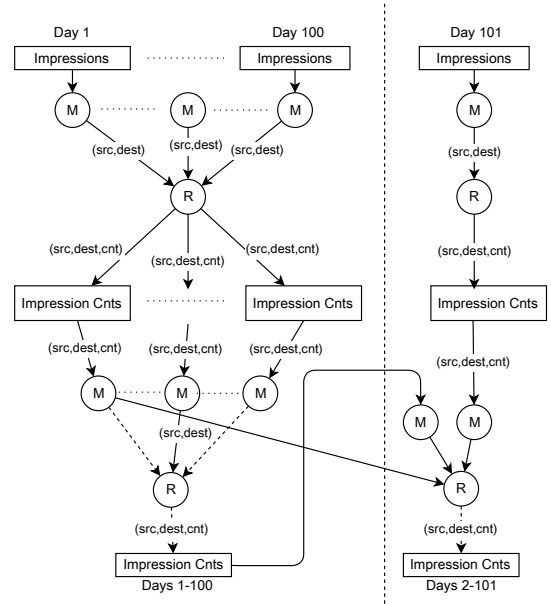 Day 1
Day 100
Day 101
Impressions
Impressions
Impressions
M
M
M
M
(src,dest)
(src,dest)
(src,dest)
(src,dest)
R
R
(src,dest,cnt)
(src,dest,cnt)
(src,dest,cnt)
(src,dest,cnt)
Impression Cnts
Impression Cnts
Impression Cnts
(src,dest,cnt)
(src,dest,cnt)
(src,dest,cnt)
(src,dest,cnt)
M
M
M
M
M
(src,dest)
R
R
(src,dest,cnt)
(src,dest,cnt)
Impression Cnts
Impression Cnts
Days 1-100
Days 2-101